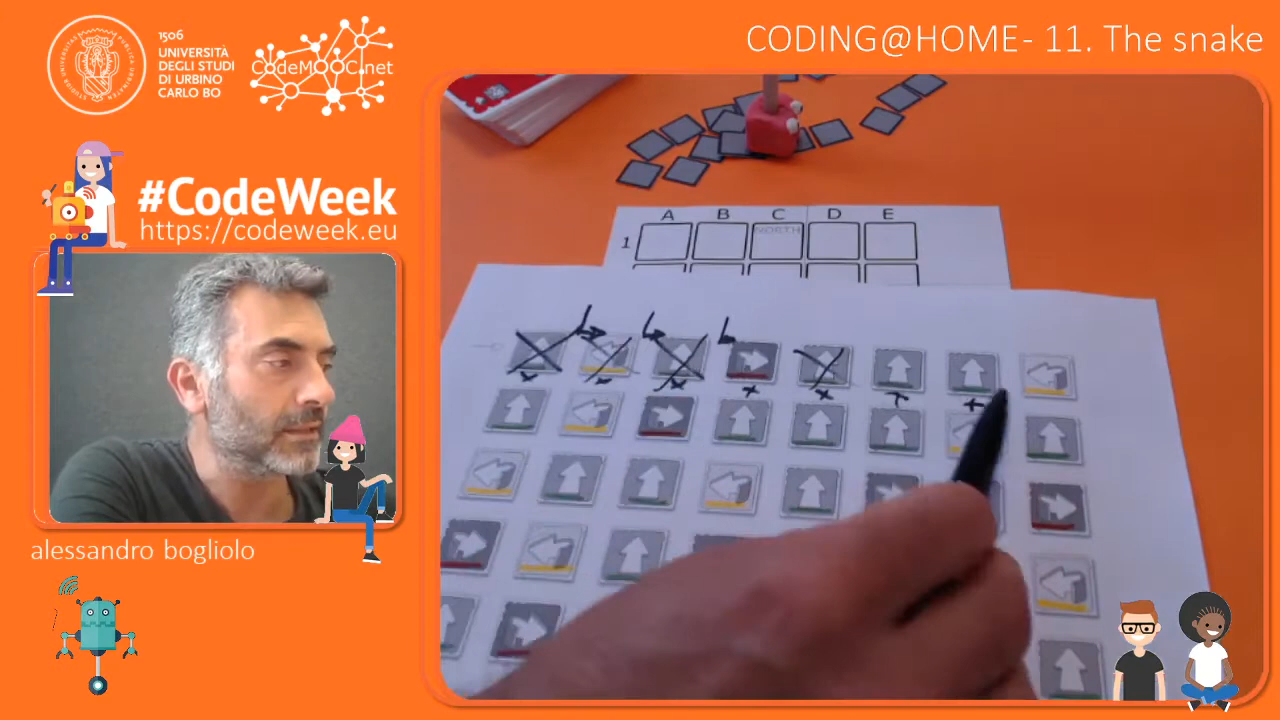 1506
UNIVERSITÀ
DEGLI STUDI
DI URBINO
CARLO BO
CodeMOOC.net
CODING@HOME- 11. The snake
#CodeWeek
https://codeweek.eu
A B C D E
1
NORTH
alessandro bogliolo